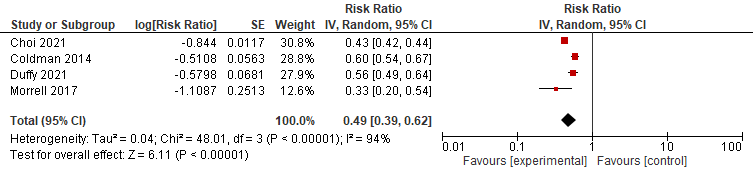 Risk Ratio Risk Ratio
Study or Subgroup log[Risk Ratio] SE Weight IV, Random, 95% CI IV, Random, 95% CI
Choi 2021 -0.844 0.0117 30.8% 0.43 [0.42, 0.44]
Coldman 2014 -0.5108 0.0563 28.8% 0.60 [0.54, 0.67]
Duffy 2021 -0.5798 0.0681 27.9% 0.56 [0.49, 0.64]
Morrell 2017 -1.1087 0.2513 12.6% 0.33 [0.20, 0.54]
Total (95% CI) 100.0% 0.49 [0.39, 0.62]
Heterogeneity: Tau² = 0.04; Chi² = 48.01, df = 3 (P < 0.00001); I² = 94%
Test for overall effect: Z = 6.11 (P < 0.00001)
0.01 0.1 1 10 100
Favours [experimental] Favours [control]